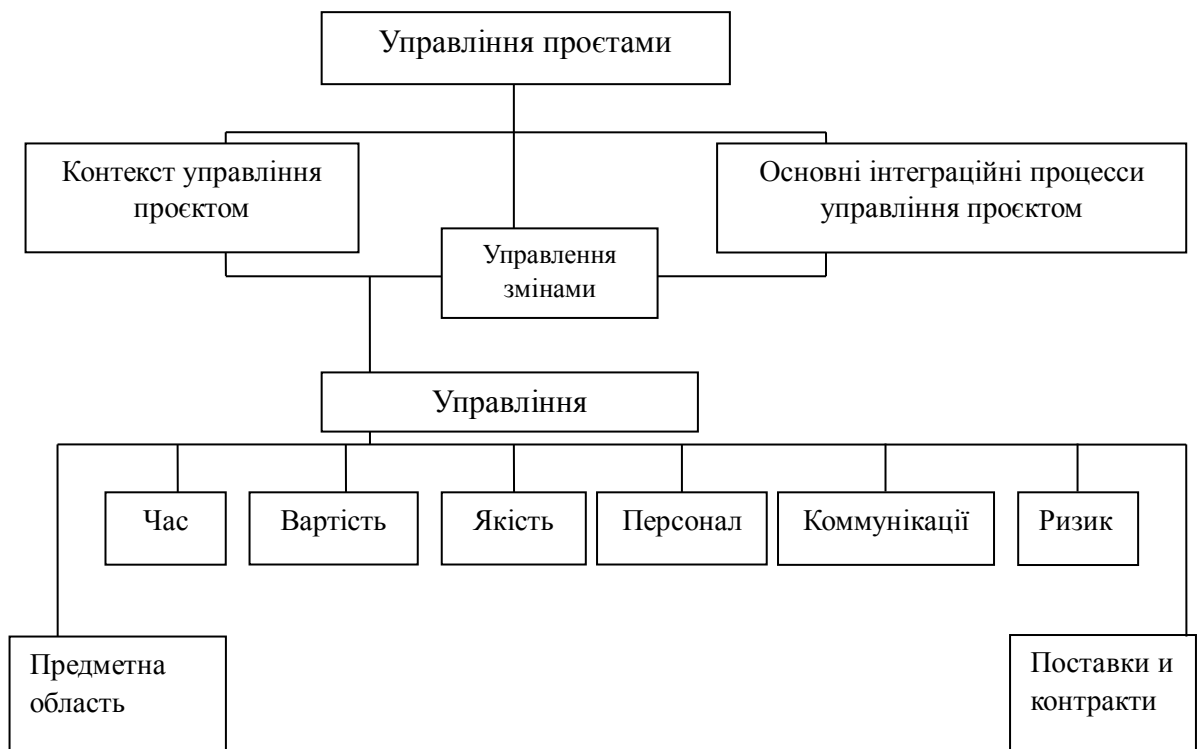 Управління проєтами
Контекст управління
проєктом
Основні інтеграційні процесси
управління проєктом
Управлення
змінами
Управління
Час
Вартість
Якість
Персонал
Коммунікації
Ризик
Предметна
область
Поставки и
контракти